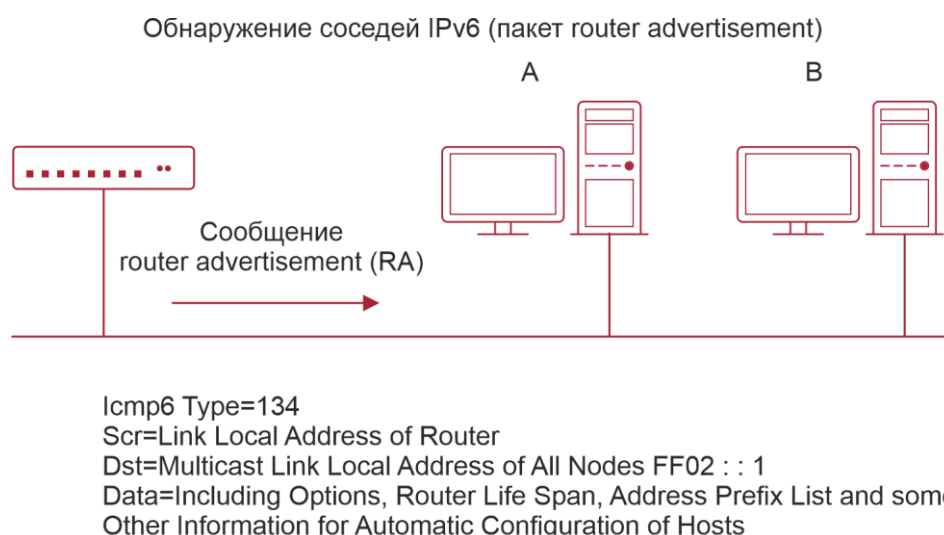 Обнаружение соседей IPv6 (пакет router advertisement)
A
B
Сообщение
router advertisement (RA)
Icmp6 Type=134
Scr=Link Local Address of Router
Dst=Multicast Link Local Address of All Nodes FF02 : : 1
Data=Including Options, Router Life Span, Address Prefix List and some
Other Information for Automatic Configuration of Hosts